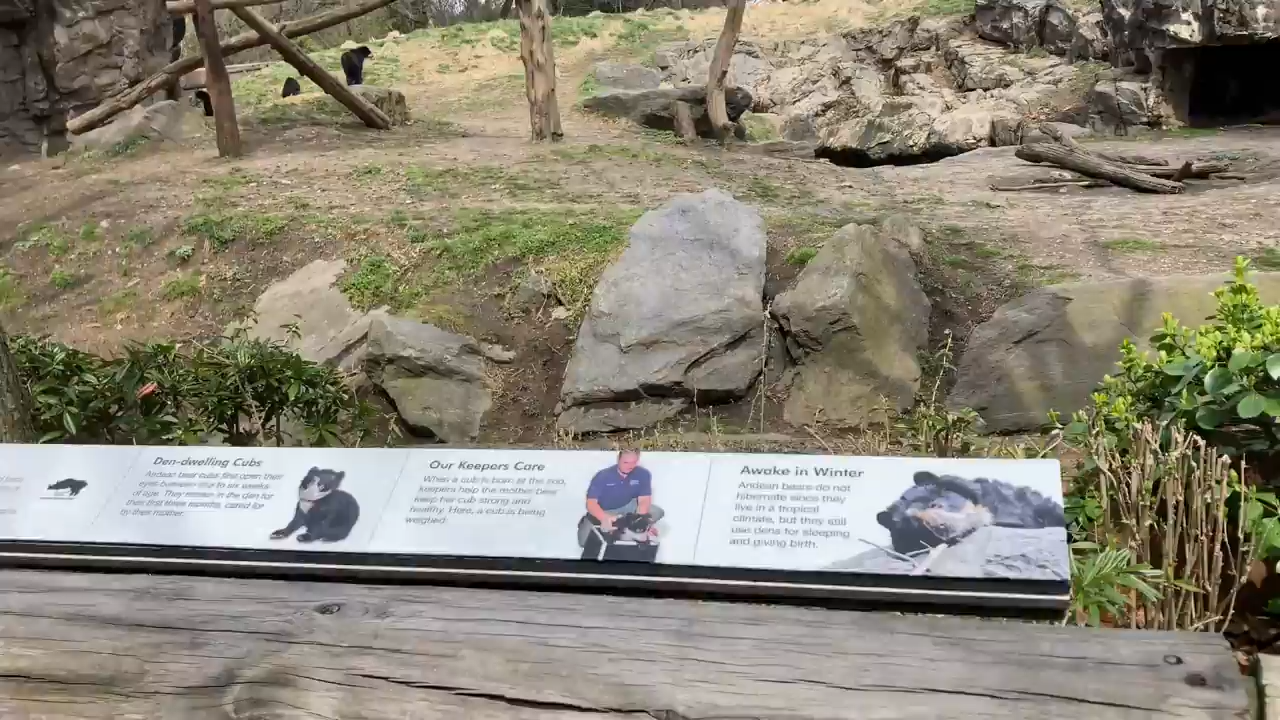 Den-dwelling Cubs
Andean bear cubs first open their
eyes between four to six weeks
of age. They remain in the den for
their first three months, cared for
by their mother.
Our Keepers Care
When a cub is born at the zoo,
keepers help the mother bear
keep her cub strong and
healthy. Here, a cub is being
weighed.
Awake in Winter
Andean bears do not
hibernate since they
live in a tropical
climate, but they still
use dens for sleeping
and giving birth.